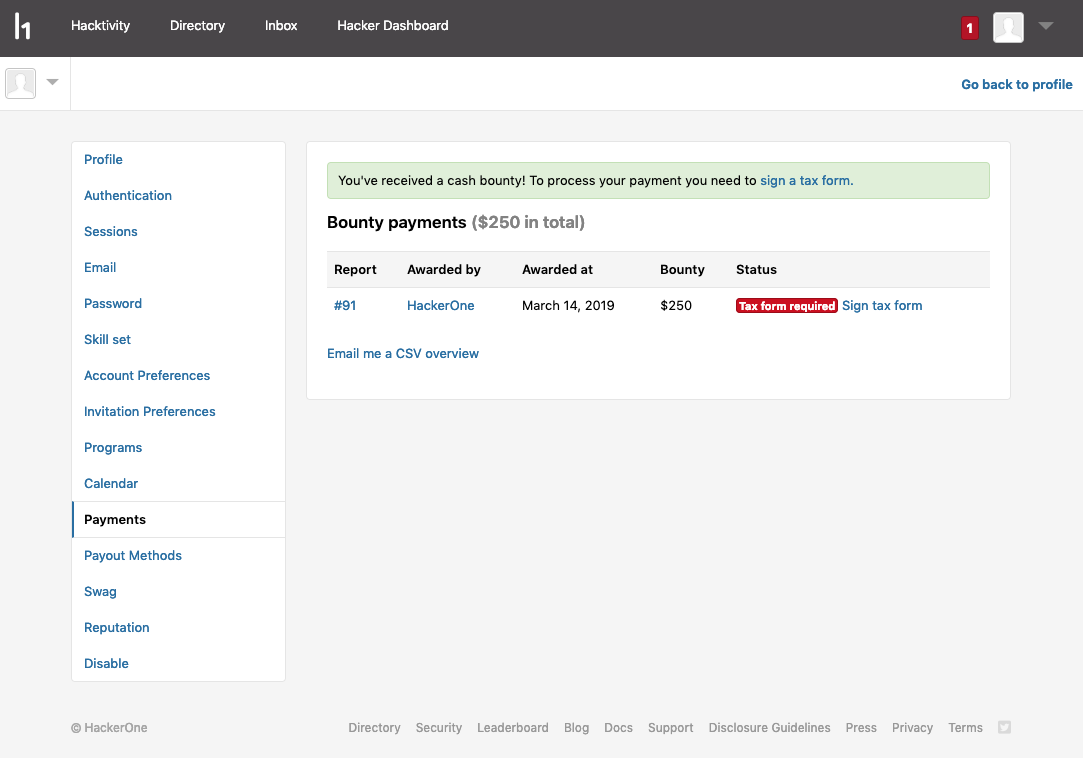 Hacktivity Directory Inbox Hacker Dashboard 1
Go back to profile
Profile
Authentication
Sessions
Email
Password
Skill set
Account Preferences
Invitation Preferences
Programs
Calendar
Payments
Payout Methods
Swag
Reputation
Disable
You've received a cash bounty! To process your payment you need to sign a tax form.
Bounty payments ($250 in total)
Report Awarded by Awarded at Bounty Status
#91 HackerOne March 14, 2019 $250 Tax form required Sign tax form
Email me a CSV overview
© HackerOne Directory Security Leaderboard Blog Docs Support Disclosure Guidelines Press Privacy Terms